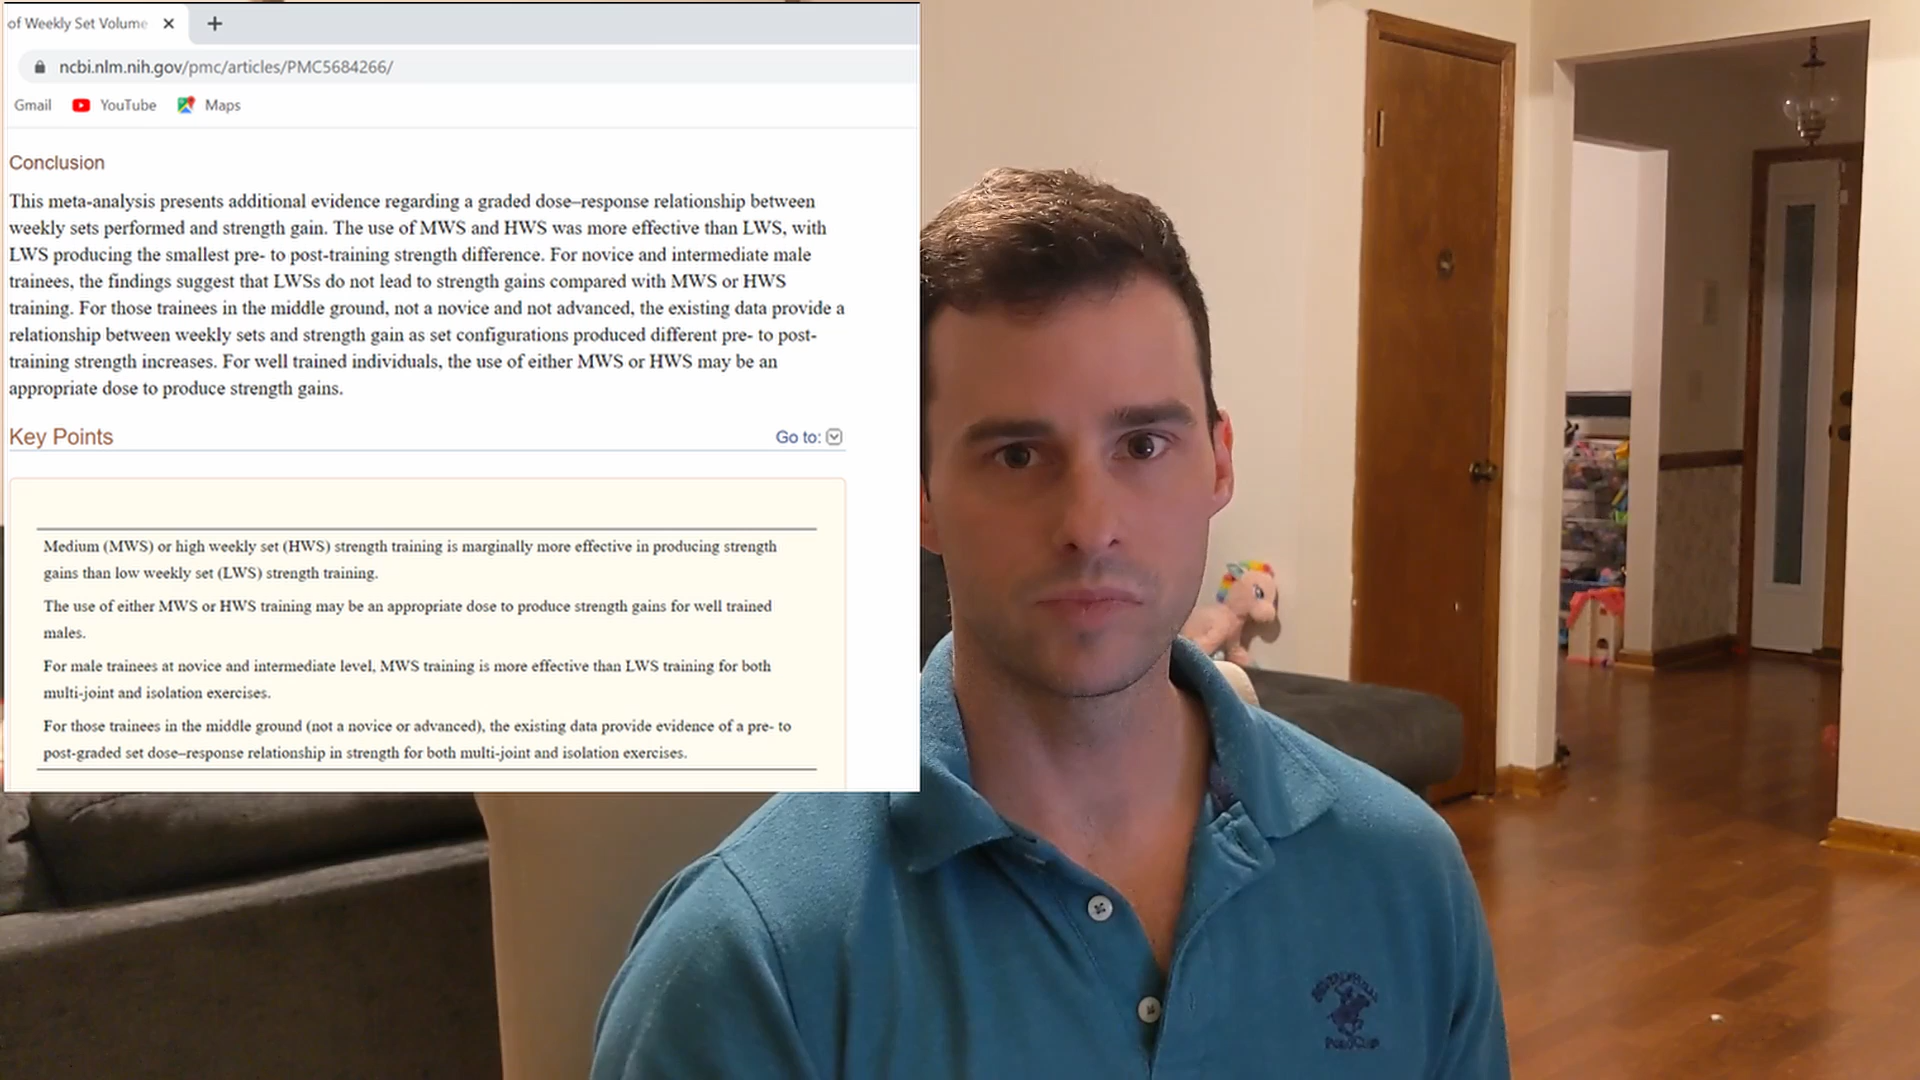 of Weekly Set Volume
ncbi.nlm.nih.gov/pmc/articles/PMC5684266/
Gmail YouTube Maps
Conclusion
This meta-analysis presents additional evidence regarding a graded dose–response relationship between
weekly sets performed and strength gain. The use of MWS and HWS was more effective than LWS, with
LWS producing the smallest pre- to post-training strength difference. For novice and intermediate male
trainees, the findings suggest that LWSs do not lead to strength gains compared with MWS or HWS
training. For those trainees in the middle ground, not a novice and not advanced, the existing data provide a
relationship between weekly sets and strength gain as set configurations produced different pre- to post-
training strength increases. For well trained individuals, the use of either MWS or HWS may be an
appropriate dose to produce strength gains.
Key Points
Go to:
Medium (MWS) or high weekly set (HWS) strength training is marginally more effective in producing strength
gains than low weekly set (LWS) strength training.
The use of either MWS or HWS training may be an appropriate dose to produce strength gains for well trained
males.
For male trainees at novice and intermediate level, MWS training is more effective than LWS training for both
multi-joint and isolation exercises.
For those trainees in the middle ground (not a novice or advanced), the existing data provide evidence of a pre- to
post-graded set dose–response relationship in strength for both multi-joint and isolation exercises.
Polo Club